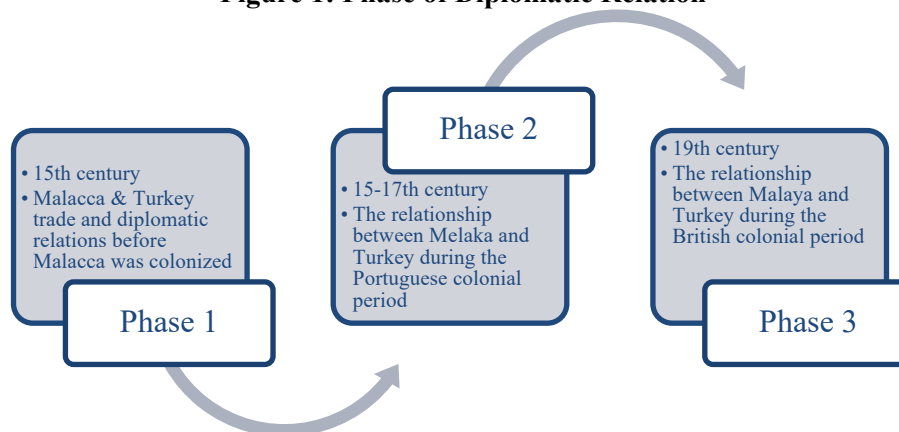 Figure 1: Phase of Diplomatic Relation
• 15th century
• Malacca & Turkey
trade and diplomatic
relations before
Malacca was colonized
Phase 1
Phase 2
• 15-17th century
• The relationship
between Melaka and
Turkey during the
Portuguese colonial
period
• 19th century
• The relationship
between Malaya and
Turkey during the
British colonial period
Phase 3